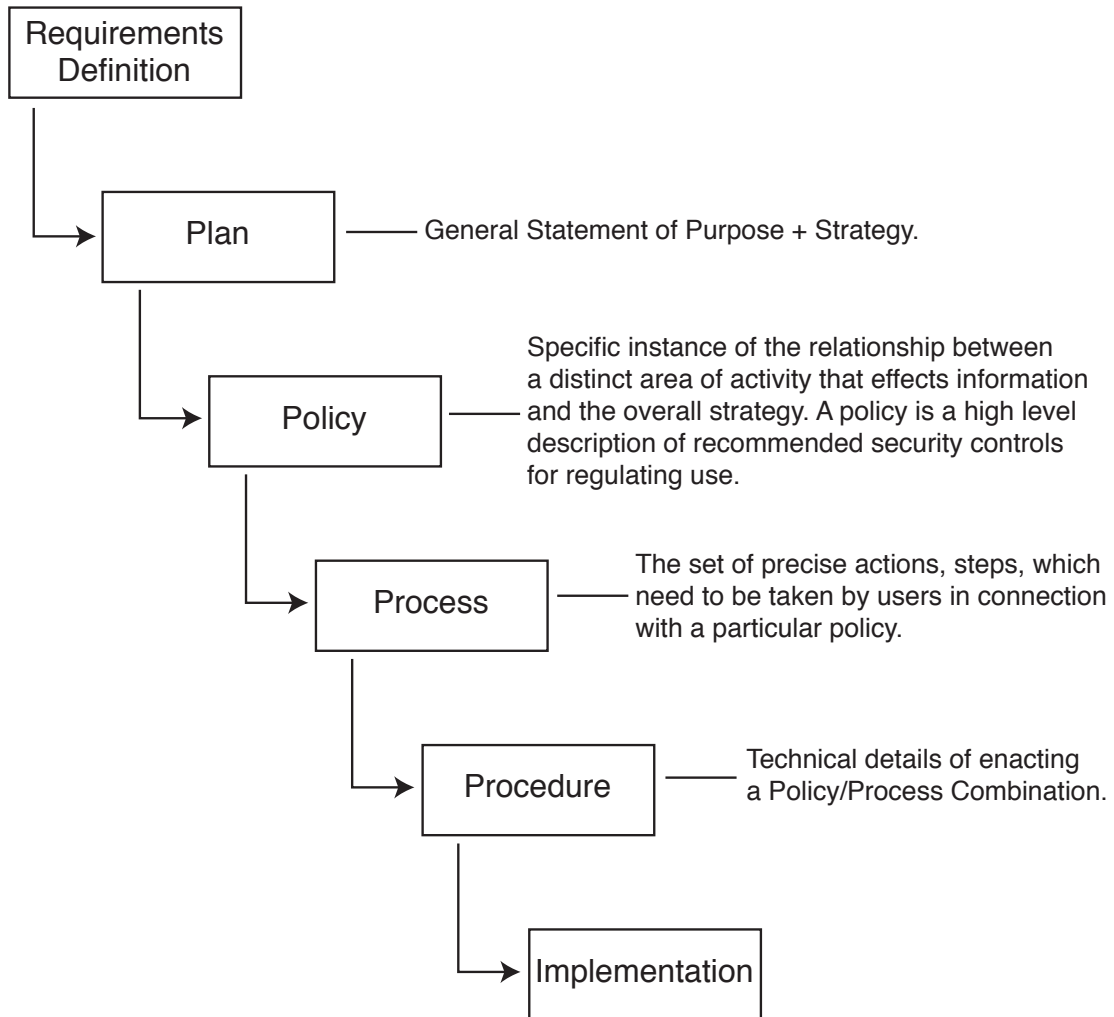 Requirements
Definition
Plan
General Statement of Purpose + Strategy.
Policy
Specific instance of the relationship between
a distinct area of activity that effects information
and the overall strategy. A policy is a high level
description of recommended security controls
for regulating use.
Process
The set of precise actions, steps, which
need to be taken by users in connection
with a particular policy.
Procedure
Technical details of enacting
a Policy/Process Combination.
Implementation